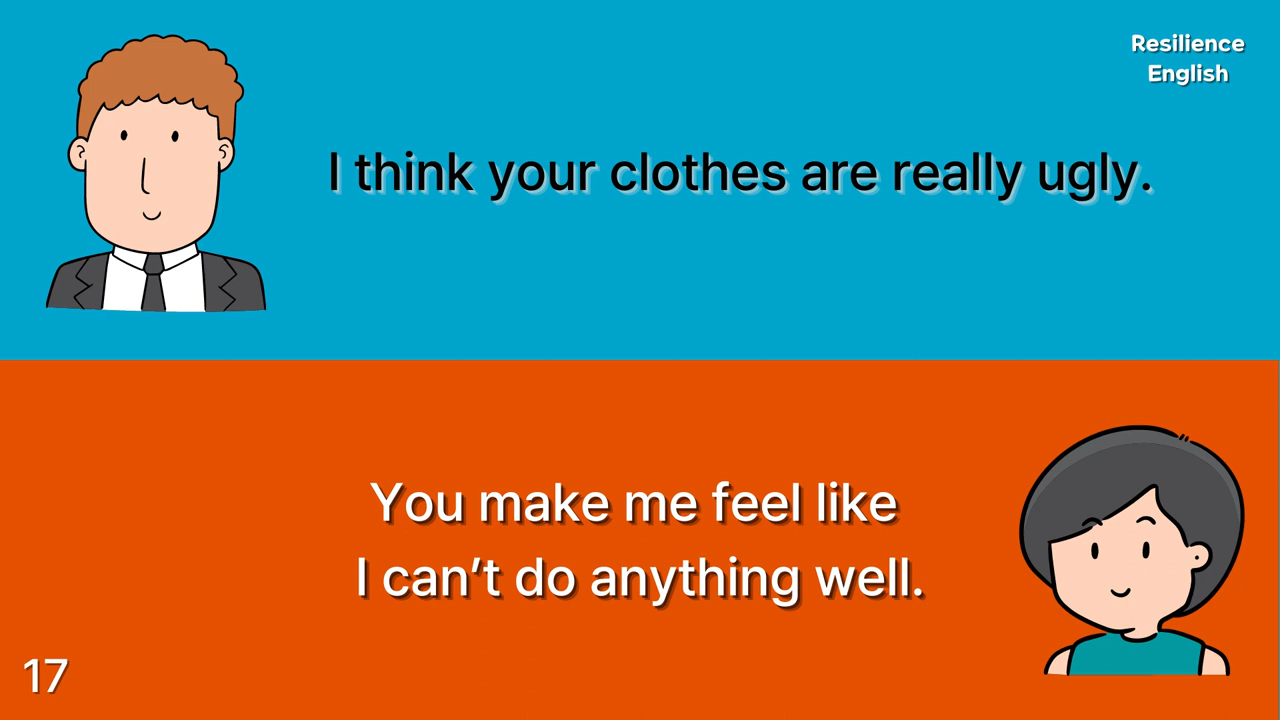 Resilience
English
I think your clothes are really ugly.
You make me feel like
I can’t do anything well.
17